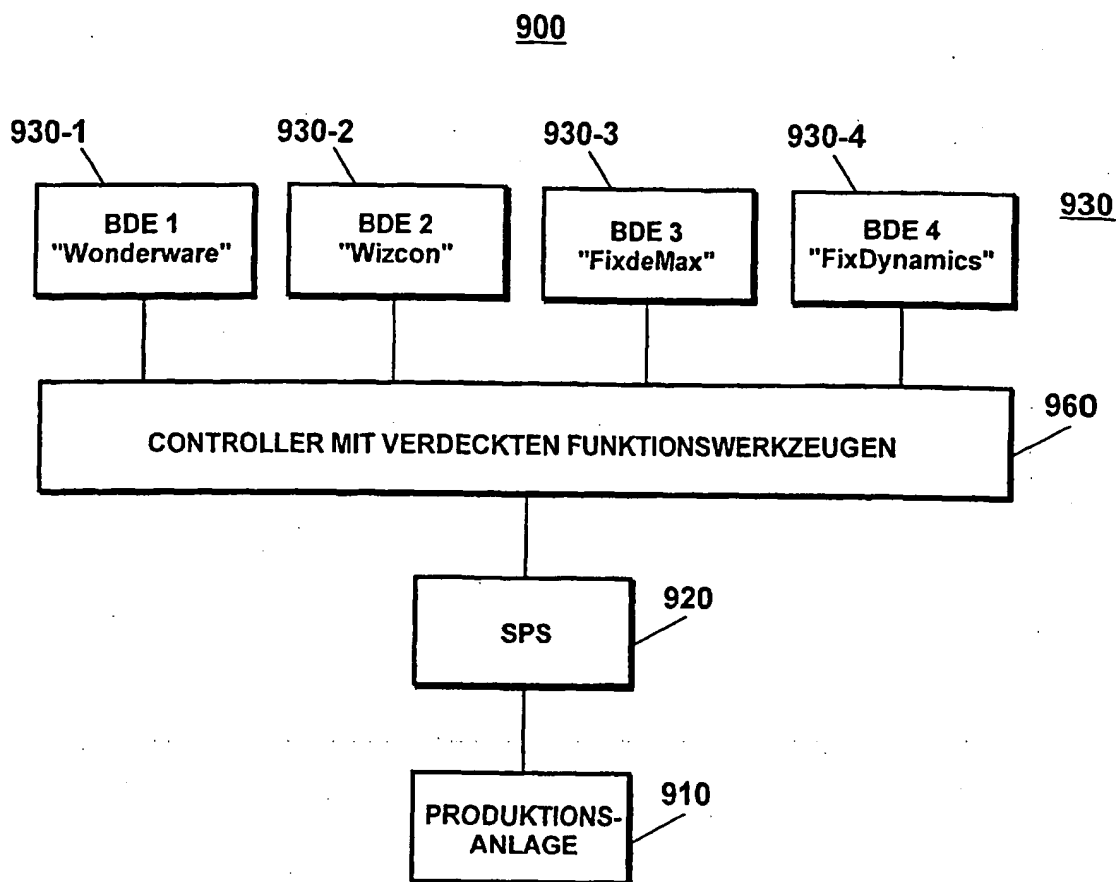 900
930-1
930-2
930-3
930-4
930
BDE 1
"Wonderware"
BDE 2
"Wizcon"
BDE 3
"FixdeMax"
BDE 4
"FixDynamics"
960
CONTROLLER MIT VERDECKTEN FUNKTIONSWERKZEUGEN
920
SPS
910
PRODUKTIONS-
ANLAGE